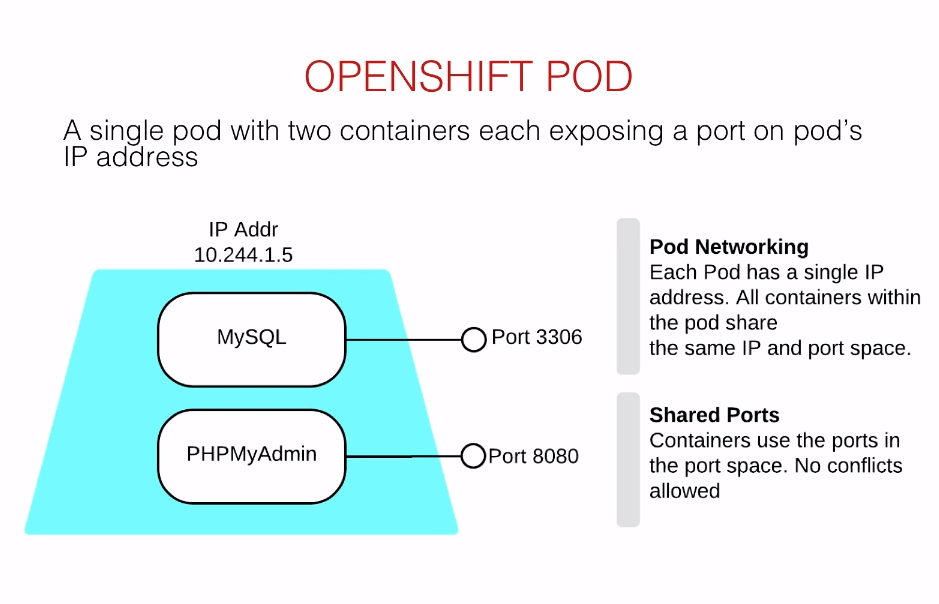 OPENSHIFT POD
A single pod with two containers each exposing a port on pod’s
IP address
IP Addr
10.244.1.5
MySQL
Port 3306
PHPMyAdmin
Port 8080
Pod Networking
Each Pod has a single IP
address. All containers within
the pod share
the same IP and port space.
Shared Ports
Containers use the ports in
the port space. No conflicts
allowed